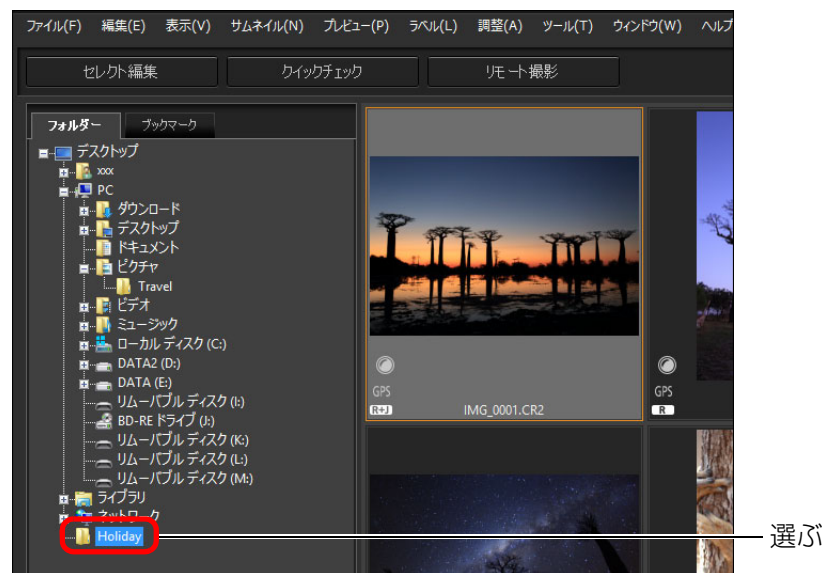 ファイル(F) 編集(E) 表示(V) サムネイル(N) プレビュー(P) ラベル(L) 調整(A) ツール(T) ウィンドウ(W) ヘルプ
セレクト編集 クイックチェック リモート撮影
フォルダー ブックマーク
デスクトップ
xxx
PC
ダウンロード
デスクトップ
ドキュメント
ピクチャ
Travel
ビデオ
ミュージック
ローカル ディスク (C:)
DATA2 (D:)
DATA (E:)
リムーバブル ディスク (I:)
BD-RE ドライブ (J:)
リムーバブル ディスク (K:)
リムーバブル ディスク (L:)
リムーバブル ディスク (M:)
ライブラリ
ネットワーク
Holiday
GPS
R+J IMG_0001.CR2
GPS
R
選ぶ